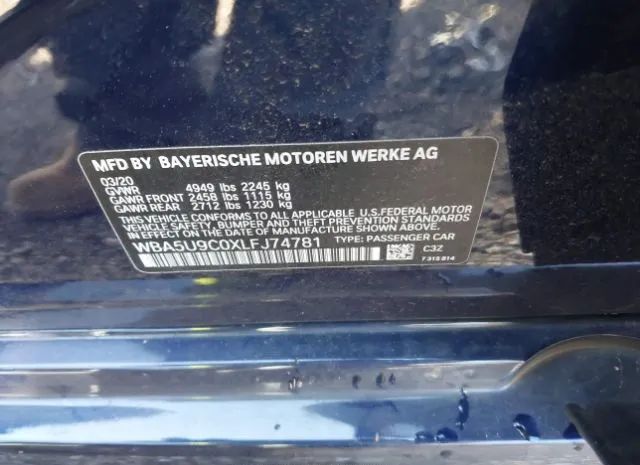 MFD BY BAYERISCHE MOTOREN WERKE AG
03/20
GVWR 4949 lbs 2245 kg
GAWR FRONT 2458 lbs 1115 kg
GAWR REAR 2712 lbs 1230 kg
THIS VEHICLE CONFORMS TO ALL APPLICABLE U.S.FEDERAL MOTOR
VEHICLE SAFETY, BUMPER AND THEFT PREVENTION STANDARDS IN
EFFECT ON THE DATE OF MANUFACTURE SHOWN ABOVE.
WBA5U9C0XLFJ74781 TYPE: PASSENGER CAR
C3Z
7 315 814